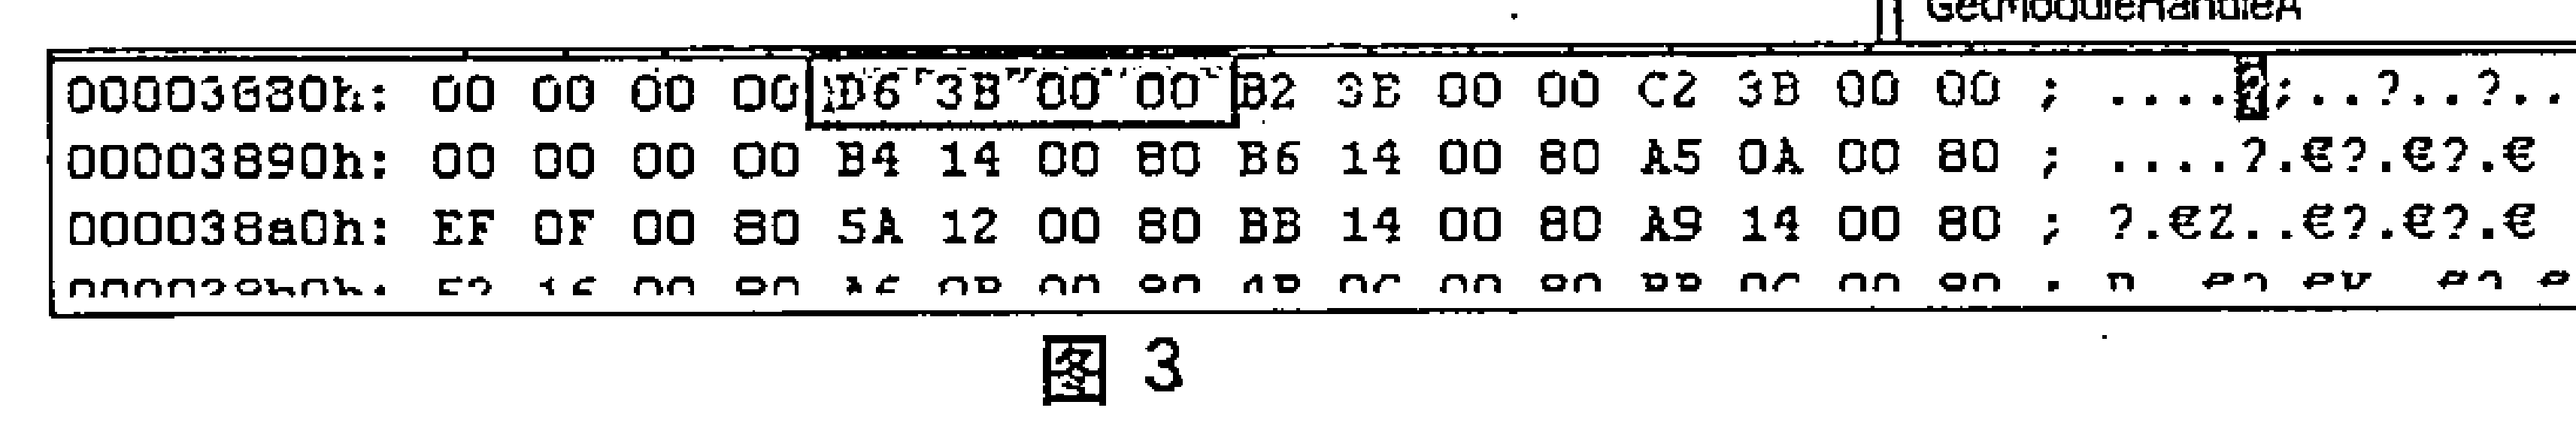 GetModuleHandleA
00003880h: 00 00 00 00 D6 3B 00 00 B2 3B 00 00 C2 3B 00 00 ; ....?;..?..?..
00003890h: 00 00 00 00 B4 14 00 80 B6 14 00 80 A5 0A 00 80 ; ....?.€?.€?.€
000038a0h: EF 0F 00 80 5A 12 00 80 BB 14 00 80 A9 14 00 80 ; ?.€Z..€?.€?.€
图 3